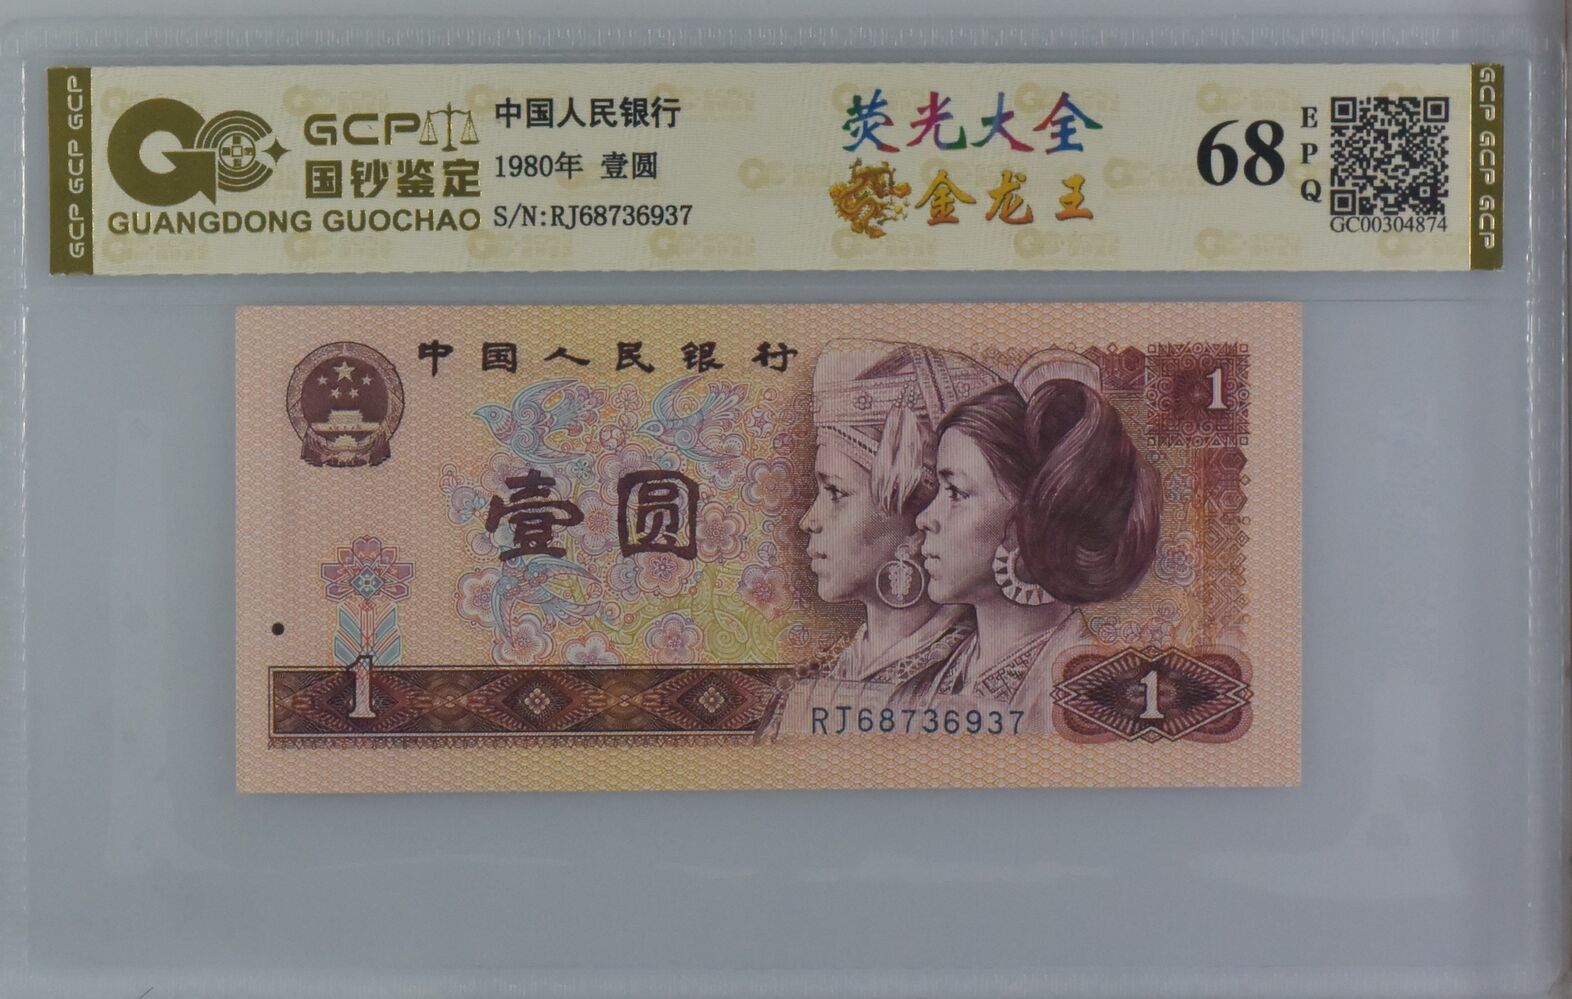 GCP GCP GCP
GCP
国钞鉴定
GUANGDONG GUOCHAO
中国人民银行
1980年 壹圆
S/N:RJ68736937
荧光大全
金龙王
68
EPQ
GC00304874
GCP GCP GCP
中国人民银行
1
壹圆
1
RJ68736937
1